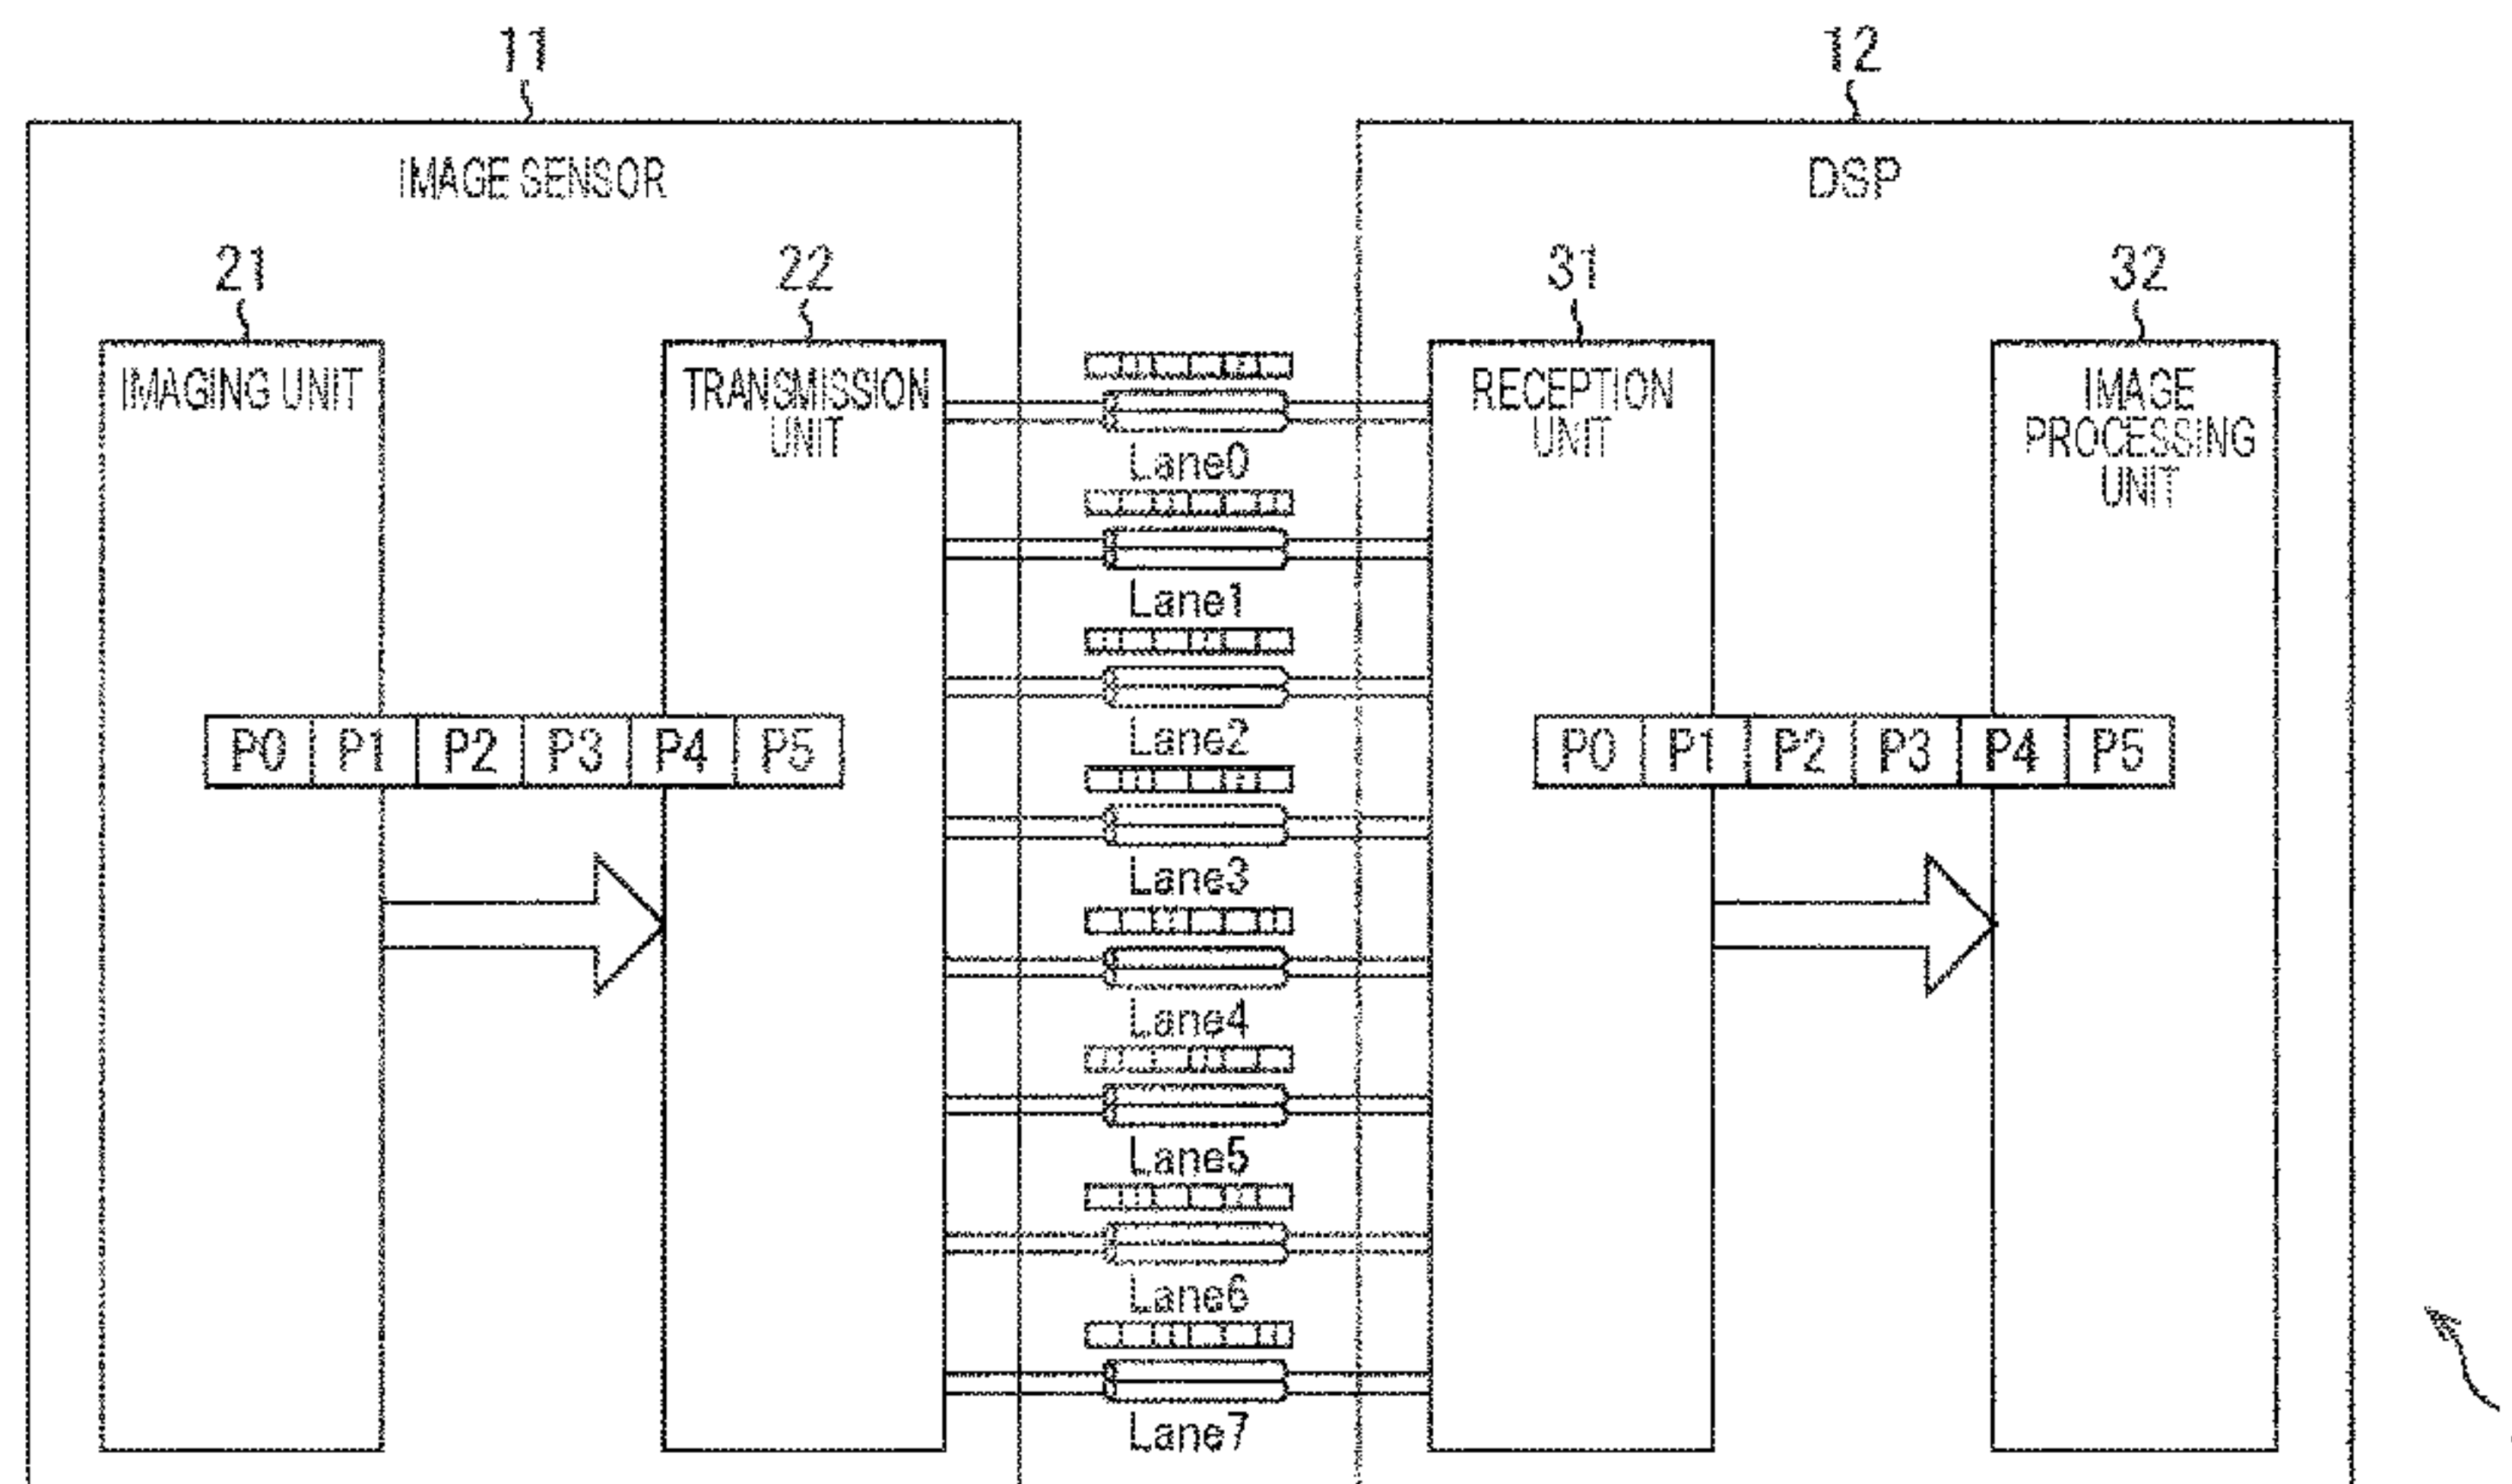 11
12
IMAGE SENSOR
DSP
21
22
31
32
IMAGING UNIT
TRANSMISSION
UNIT
RECEPTION
UNIT
IMAGE
PROCESSING
UNIT
Lane0
Lane1
Lane2
P0 P1 P2 P3 P4 P5
P0 P1 P2 P3 P4 P5
Lane3
Lane4
Lane5
Lane6
Lane7